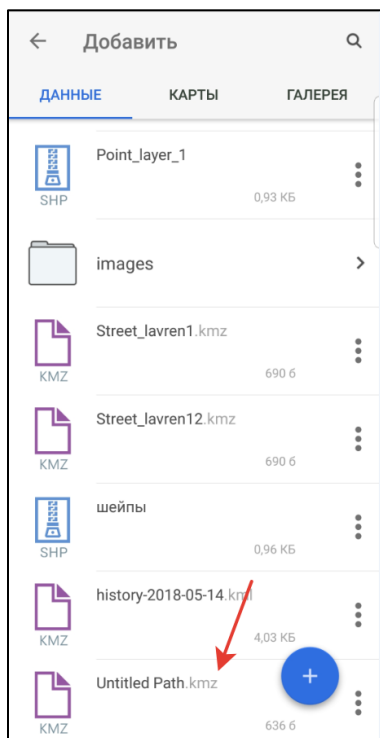 Добавить
ДАННЫЕ КАРТЫ ГАЛЕРЕЯ
Point_layer_1
0,93 КБ
SHP
images
Street_lavren1.kmz
690 б
KMZ
Street_lavren12.kmz
690 б
KMZ
шейпы
0,96 КБ
SHP
history-2018-05-14.kml
4,03 КБ
KMZ
Untitled Path.kmz
636 б
KMZ